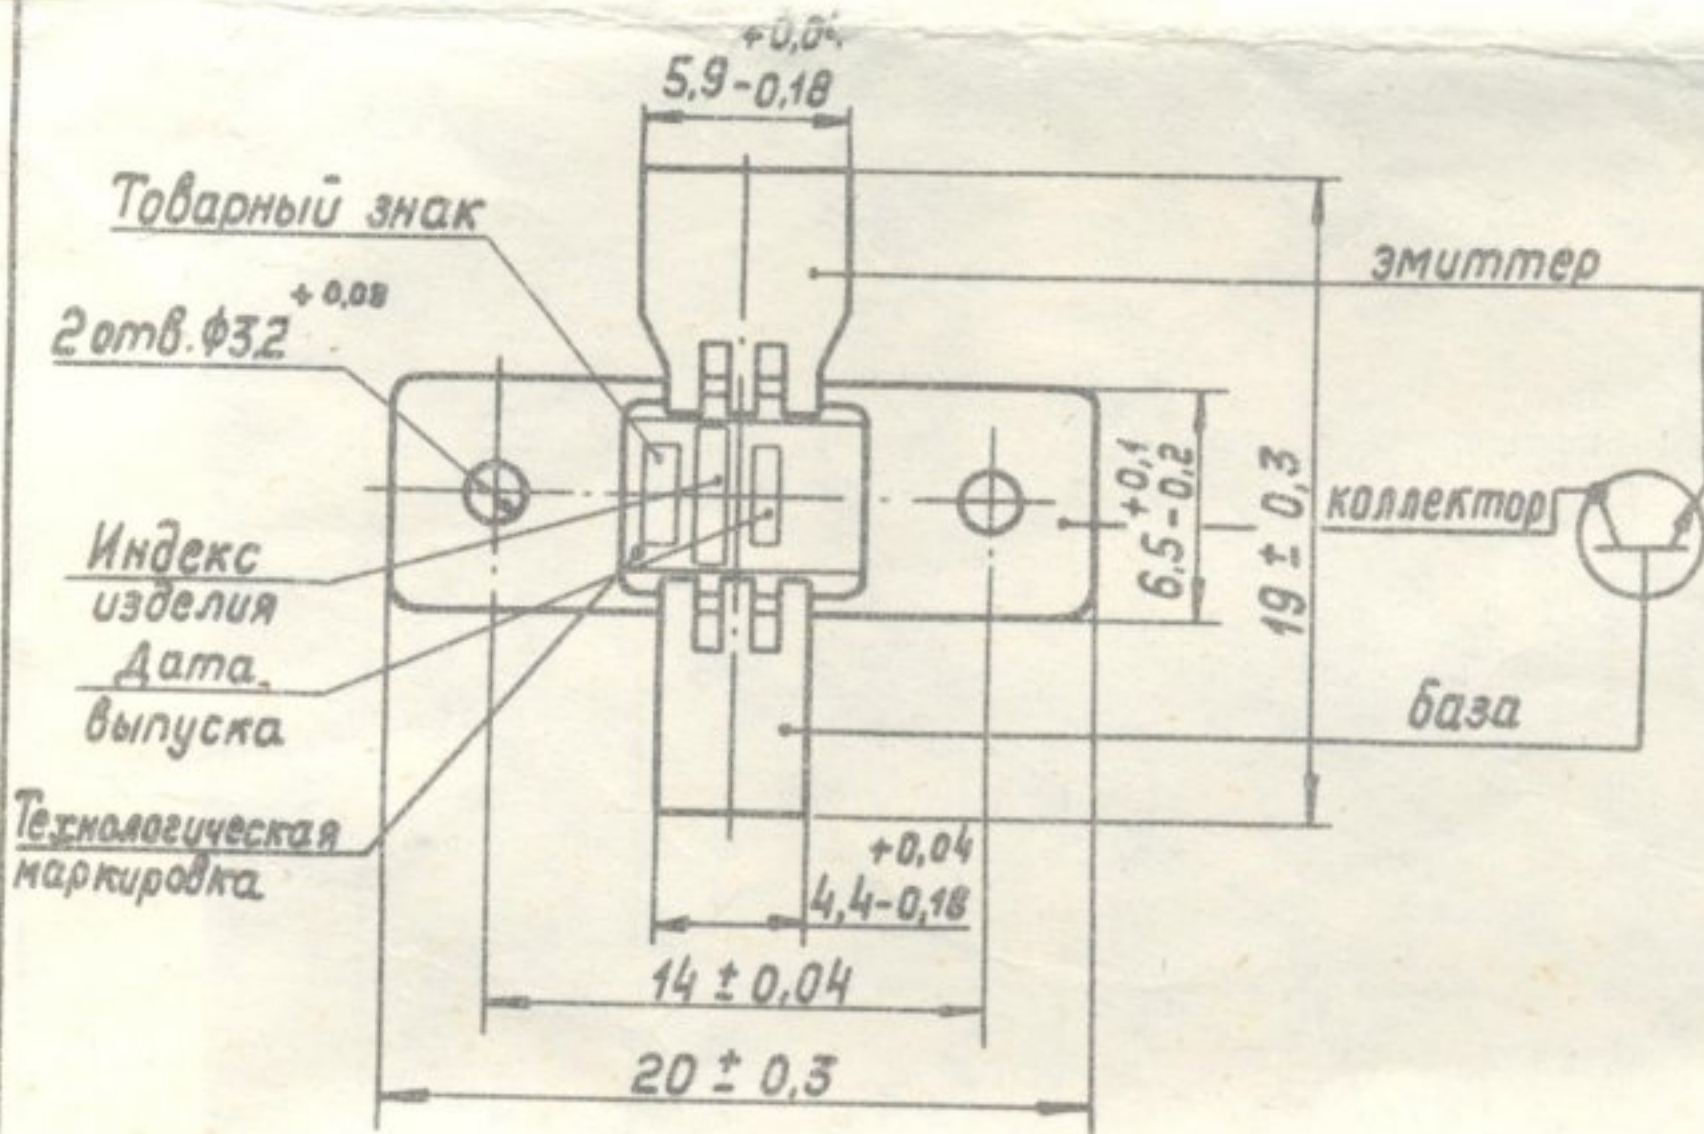 +0,04
5,9-0,18
Товарный знак
+0,08
2 отв. ф3,2
эмиттер
+0,1
6,5-0,2
19 ± 0,3
коллектор
Индекс
изделия
Дата
выпуска
база
Технологическая
маркировка
+0,04
4,4-0,18
14 ± 0,04
20 ± 0,3